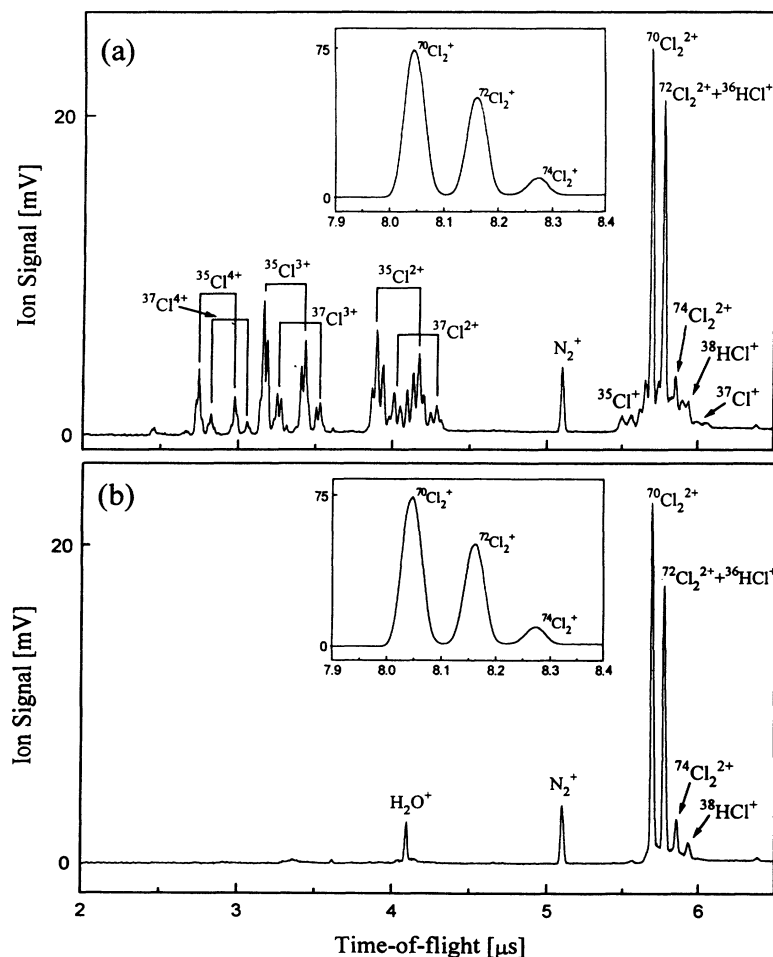 (a)
Ion Signal [mV]
20
0
75
0
⁷⁰Cl₂⁺
⁷²Cl₂⁺
⁷⁴Cl₂⁺
7.9 8.0 8.1 8.2 8.3 8.4
⁷⁰Cl₂²⁺
⁷²Cl₂²⁺+³⁶HCl⁺
³⁵Cl⁴⁺
³⁷Cl⁴⁺
³⁵Cl³⁺
³⁷Cl³⁺
³⁵Cl²⁺
³⁷Cl²⁺
N₂⁺
³⁵Cl⁺
⁷⁴Cl₂²⁺
³⁸HCl⁺
³⁷Cl⁺
(b)
Ion Signal [mV]
20
0
75
0
⁷⁰Cl₂⁺
⁷²Cl₂⁺
⁷⁴Cl₂⁺
7.9 8.0 8.1 8.2 8.3 8.4
⁷⁰Cl₂²⁺
⁷²Cl₂²⁺+³⁶HCl⁺
H₂O⁺
N₂⁺
⁷⁴Cl₂²⁺
³⁸HCl⁺
2 3 4 5 6
Time-of-flight [μs]